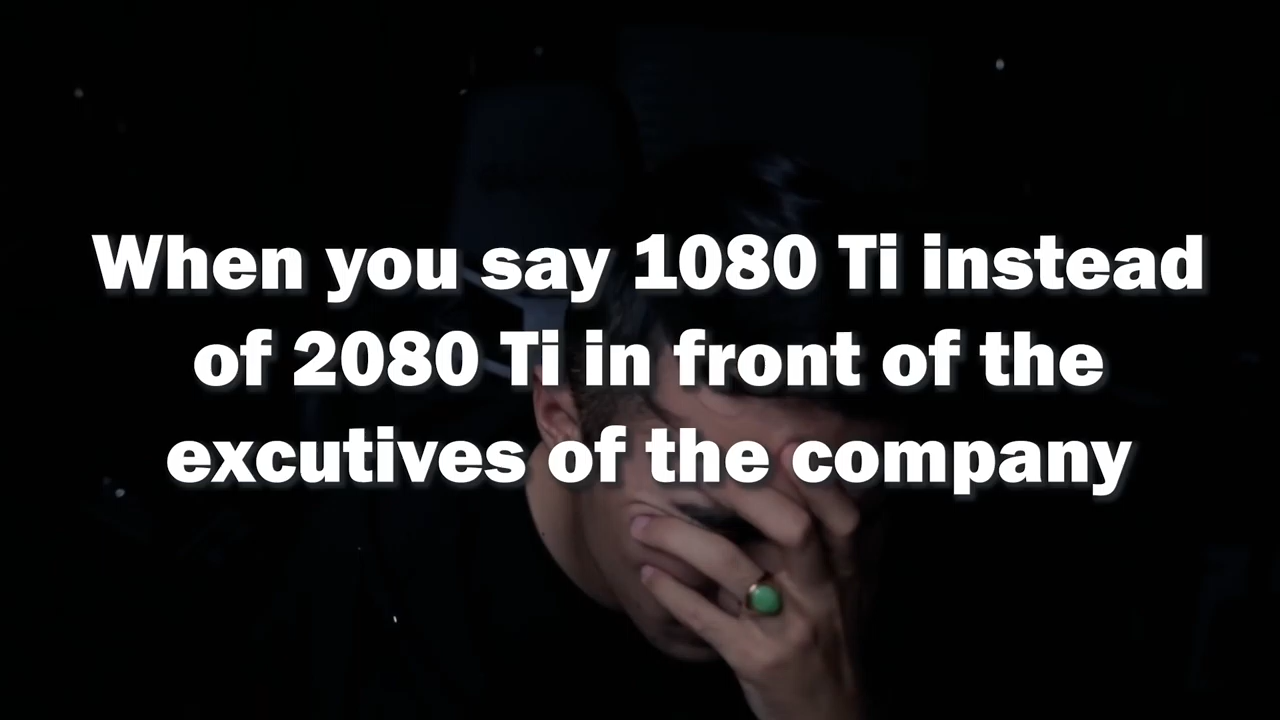 When you say 1080 Ti instead
of 2080 Ti in front of the
excutives of the company